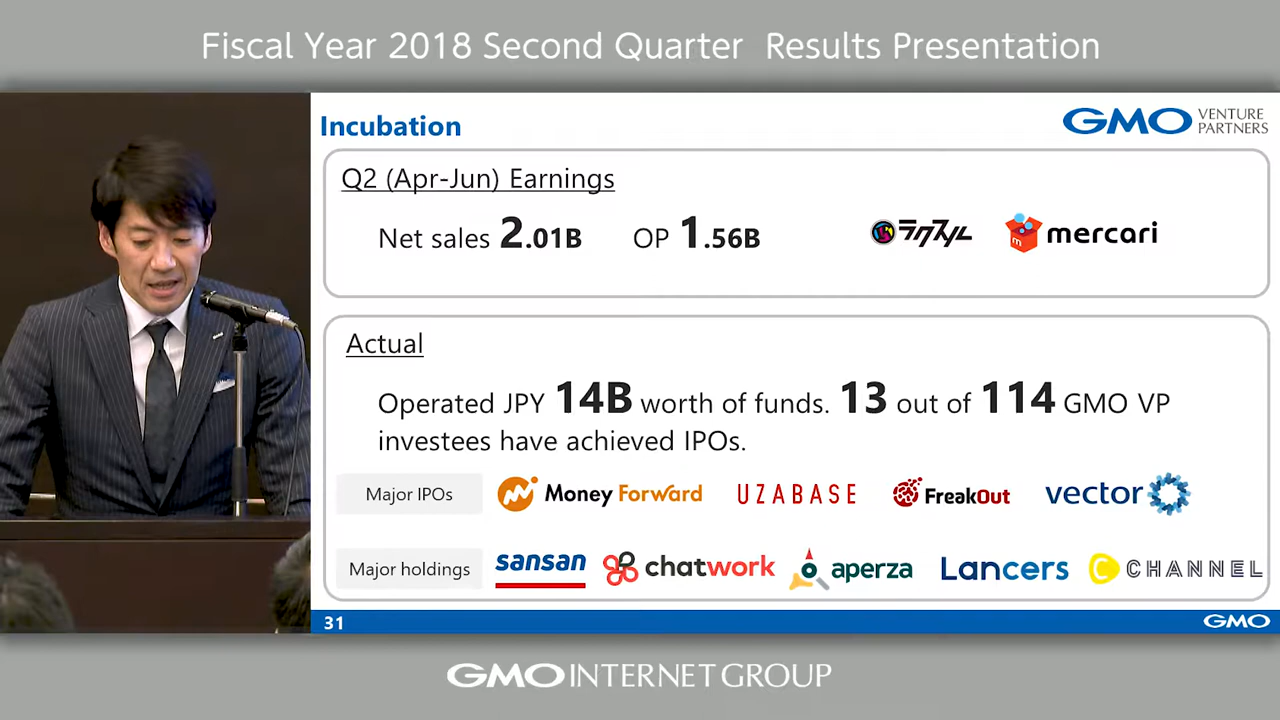 Fiscal Year 2018 Second Quarter Results Presentation
Incubation
GMO VENTURE PARTNERS
Q2 (Apr-Jun) Earnings
Net sales 2.01B OP 1.56B
ラクスル m mercari
Actual
Operated JPY 14B worth of funds. 13 out of 114 GMO VP
investees have achieved IPOs.
Major IPOs Money Forward UZABASE FreakOut vector
Major holdings sansan chatwork aperza Lancers C CHANNEL
31 GMO
GMO INTERNET GROUP